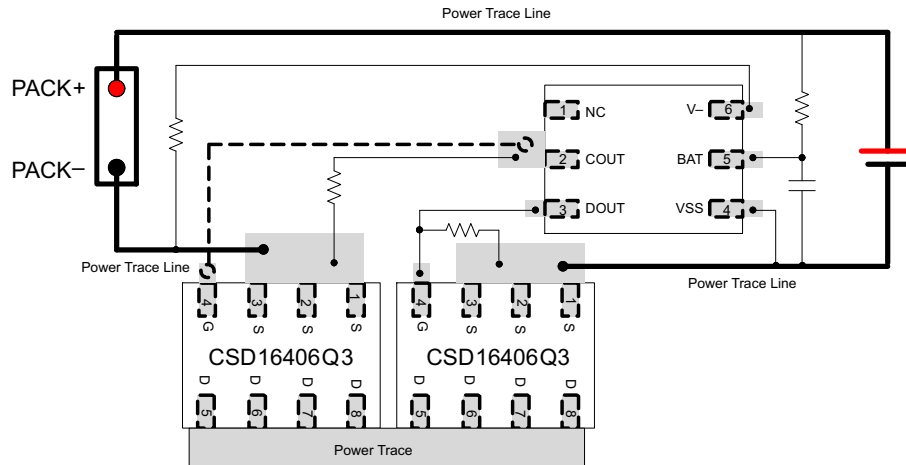 Power Trace Line
PACK+
PACK–
1 NC
V– 6
2 COUT
BAT 5
3 DOUT
VSS 4
Power Trace Line
Power Trace Line
4 3 2 1
G S S S
CSD16406Q3
D D D D
5 6 7 8
4 3 2 1
G S S S
CSD16406Q3
D D D D
5 6 7 8
Power Trace